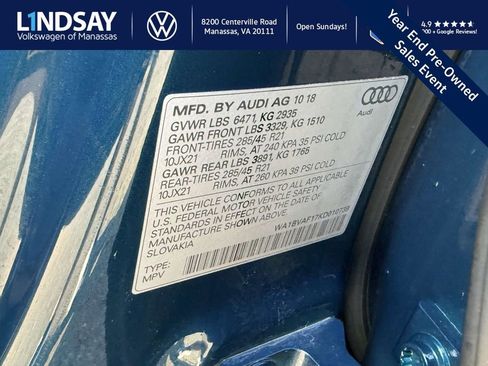 L1NDSAY
Volkswagen of Manassas
8200 Centerville Road
Manassas, VA 20111
Open Sundays!
4.9 ★★★★★
Google Reviews!
Year End Pre-Owned
Sales Event
MFD. BY AUDI AG 10 18
GVWR LBS 6471, KG 2935
GAWR FRONT LBS 3329, KG 1510
FRONT-TIRES 285/45 R21
10JX21 RIMS, AT 240 KPA 35 PSI COLD
GAWR REAR LBS 3891, KG 1765
REAR-TIRES 285/45 R21
10JX21 RIMS, AT 260 KPA 38 PSI COLD
THIS VEHICLE CONFORMS TO ALL APPLICABLE
U.S. FEDERAL MOTOR VEHICLE SAFETY
STANDARDS IN EFFECT ON THE DATE OF
MANUFACTURE SHOWN ABOVE.
SLOVAKIA
TYPE:
MPV
Audi